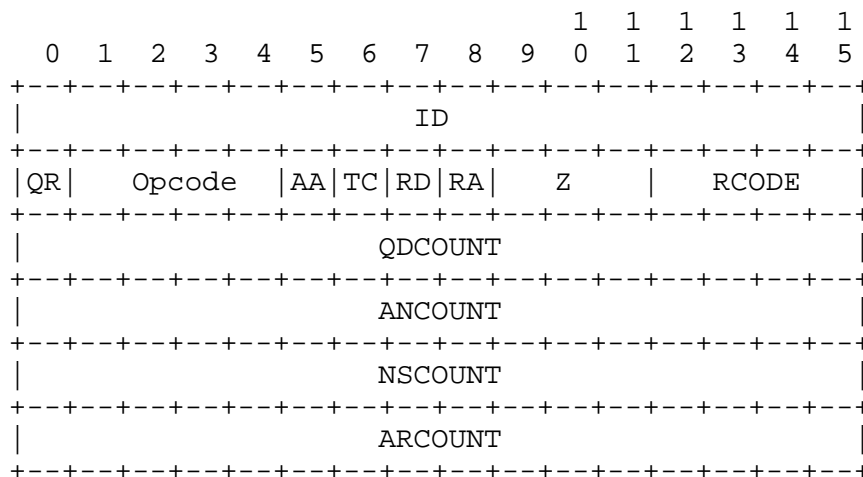 1  1  1  1  1  1
  0  1  2  3  4  5  6  7  8  9  0  1  2  3  4  5
+--+--+--+--+--+--+--+--+--+--+--+--+--+--+--+--+
|                      ID                       |
+--+--+--+--+--+--+--+--+--+--+--+--+--+--+--+--+
|QR|   Opcode  |AA|TC|RD|RA|   Z    |   RCODE   |
+--+--+--+--+--+--+--+--+--+--+--+--+--+--+--+--+
|                    QDCOUNT                    |
+--+--+--+--+--+--+--+--+--+--+--+--+--+--+--+--+
|                    ANCOUNT                    |
+--+--+--+--+--+--+--+--+--+--+--+--+--+--+--+--+
|                    NSCOUNT                    |
+--+--+--+--+--+--+--+--+--+--+--+--+--+--+--+--+
|                    ARCOUNT                    |
+--+--+--+--+--+--+--+--+--+--+--+--+--+--+--+--+